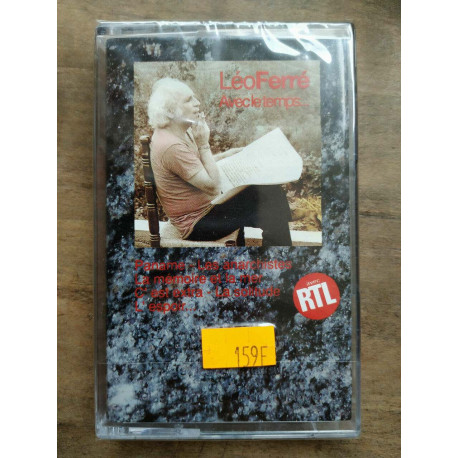 LéoFerré
Avec le temps...
Paname - Les anarchistes
La mémoire et la mer
C'est extra - La solitude
L'espoir...
avec
RTL
159F